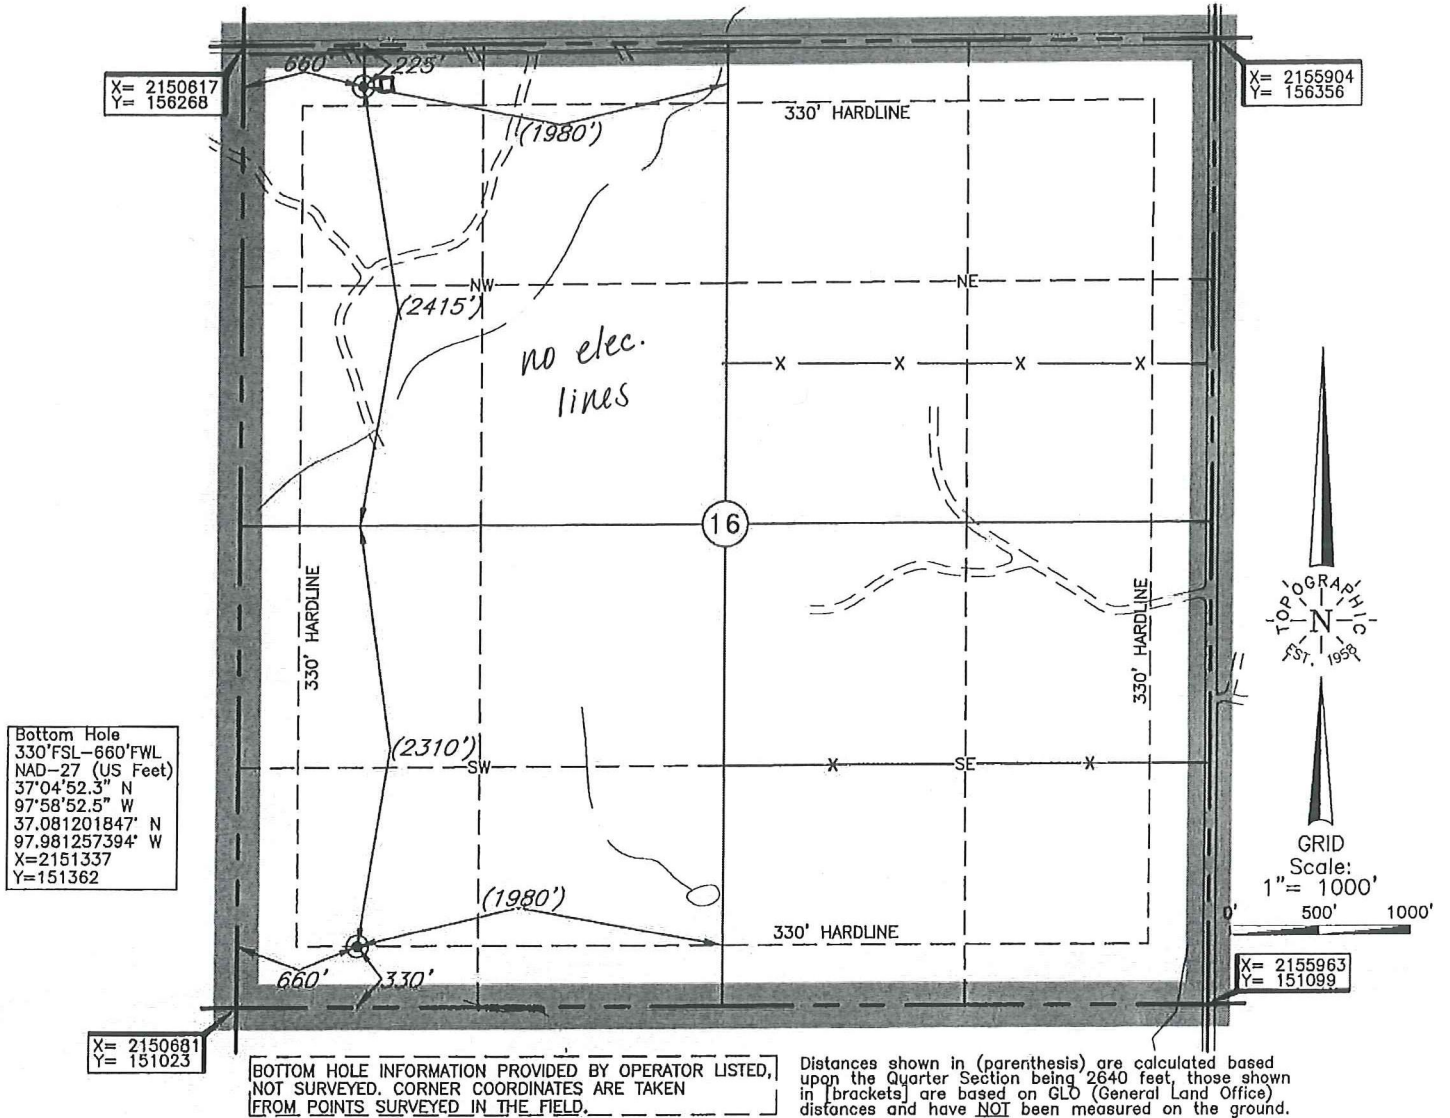 660'
225'
X= 2150617
Y= 156268
X= 2155904
Y= 156356
330' HARDLINE
(1980')
NW
NE
(2415')
no elec.
lines
X X X X
16
330' HARDLINE
330' HARDLINE
TOPOGRAPHIC
N
EST. 1958
Bottom Hole
330'FSL-660'FWL
NAD-27 (US Feet)
37°04'52.3" N
97°58'52.5" W
37.081201847° N
97.981257394° W
X=2151337
Y=151362
(2310')
SW
X SE X
GRID
Scale:
1"= 1000'
0' 500' 1000'
(1980')
330' HARDLINE
660'
330'
X= 2155963
Y= 151099
X= 2150681
Y= 151023
BOTTOM HOLE INFORMATION PROVIDED BY OPERATOR LISTED,
NOT SURVEYED. CORNER COORDINATES ARE TAKEN
FROM POINTS SURVEYED IN THE FIELD.
Distances shown in (parenthesis) are calculated based
upon the Quarter Section being 2640 feet, those shown
in [brackets] are based on GLO (General Land Office)
distances and have NOT been measured on the ground.